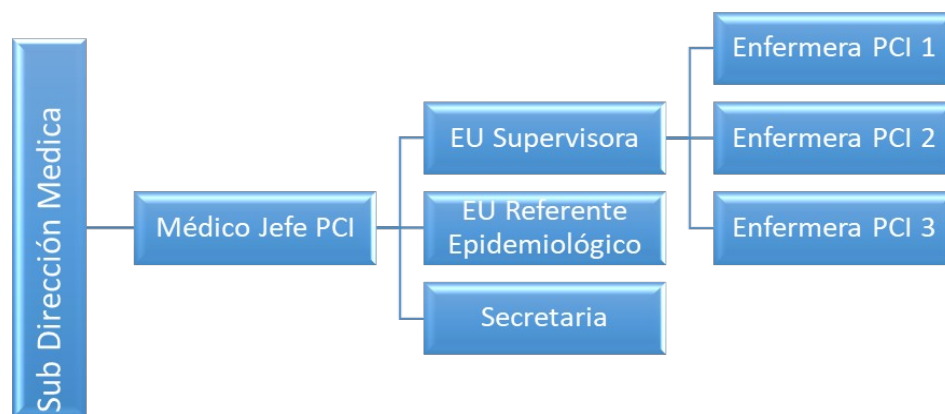 Sub Dirección Medica
Médico Jefe PCI
EU Supervisora
EU Referente
Epidemiológico
Secretaria
Enfermera PCI 1
Enfermera PCI 2
Enfermera PCI 3